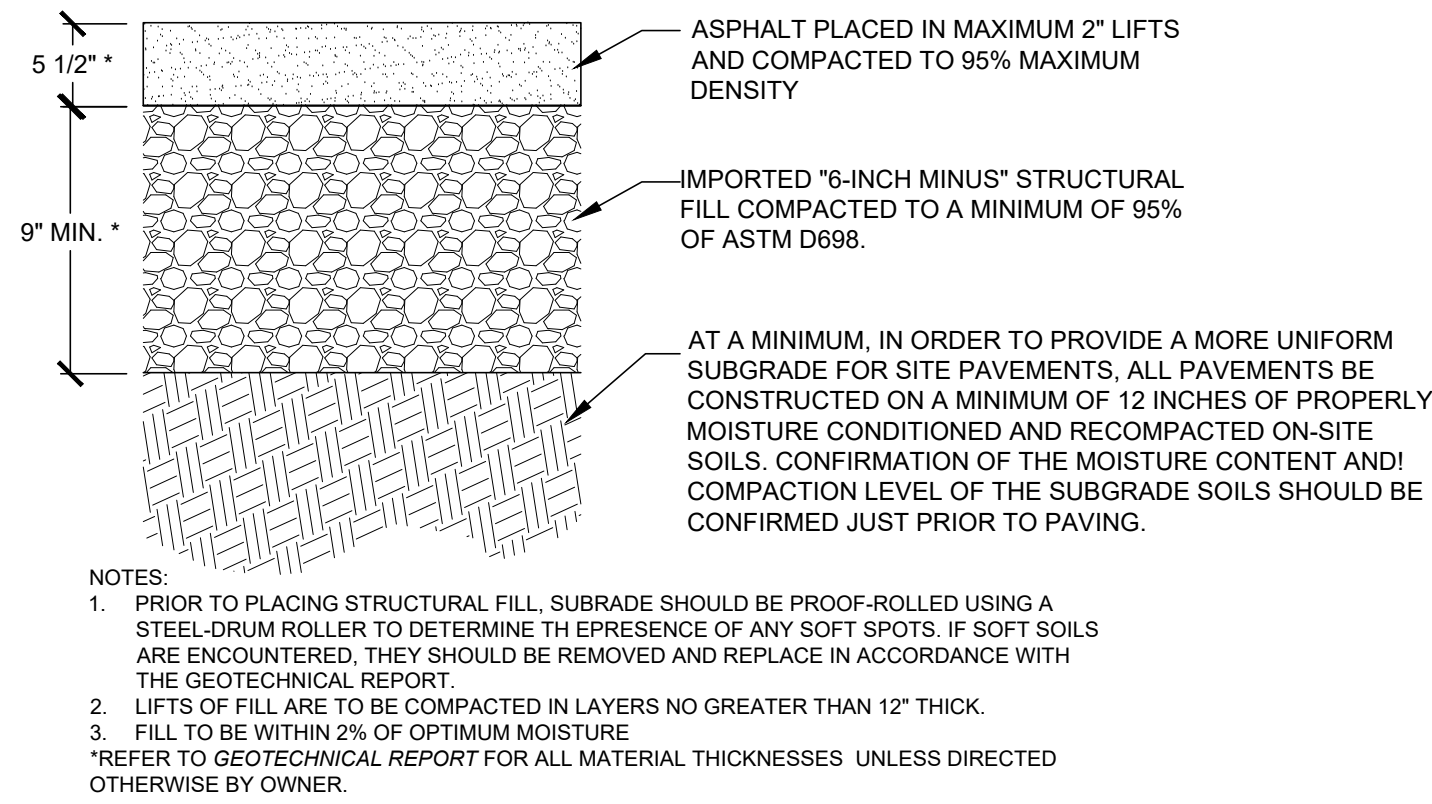 5 1/2" *
ASPHALT PLACED IN MAXIMUM 2" LIFTS
AND COMPACTED TO 95% MAXIMUM
DENSITY
9" MIN. *
IMPORTED "6-INCH MINUS" STRUCTURAL
FILL COMPACTED TO A MINIMUM OF 95%
OF ASTM D698.
AT A MINIMUM, IN ORDER TO PROVIDE A MORE UNIFORM
SUBGRADE FOR SITE PAVEMENTS, ALL PAVEMENTS BE
CONSTRUCTED ON A MINIMUM OF 12 INCHES OF PROPERLY
MOISTURE CONDITIONED AND RECOMPACTED ON-SITE
SOILS. CONFIRMATION OF THE MOISTURE CONTENT AND!
COMPACTION LEVEL OF THE SUBGRADE SOILS SHOULD BE
CONFIRMED JUST PRIOR TO PAVING.
NOTES:
1. PRIOR TO PLACING STRUCTURAL FILL, SUBRADE SHOULD BE PROOF-ROLLED USING A
STEEL-DRUM ROLLER TO DETERMINE TH EPRESENCE OF ANY SOFT SPOTS. IF SOFT SOILS
ARE ENCOUNTERED, THEY SHOULD BE REMOVED AND REPLACE IN ACCORDANCE WITH
THE GEOTECHNICAL REPORT.
2. LIFTS OF FILL ARE TO BE COMPACTED IN LAYERS NO GREATER THAN 12" THICK.
3. FILL TO BE WITHIN 2% OF OPTIMUM MOISTURE
*REFER TO GEOTECHNICAL REPORT FOR ALL MATERIAL THICKNESSES UNLESS DIRECTED
OTHERWISE BY OWNER.